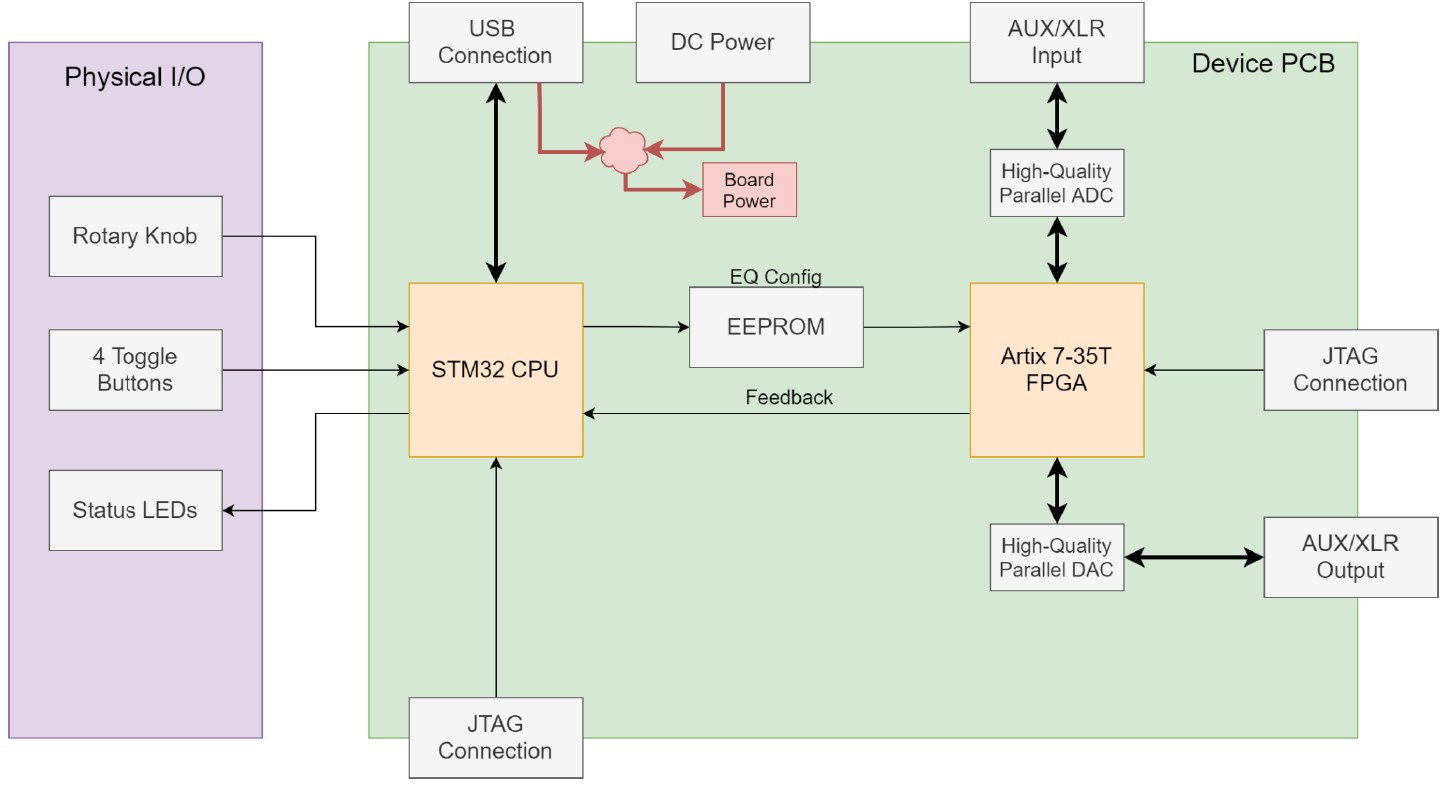 USB
Connection
DC Power
AUX/XLR
Input
Physical I/O
Device PCB
High-Quality
Parallel ADC
Board
Power
Rotary Knob
EQ Config
EEPROM
4 Toggle
Buttons
STM32 CPU
Artix 7-35T
FPGA
JTAG
Connection
Feedback
Status LEDs
High-Quality
Parallel DAC
AUX/XLR
Output
JTAG
Connection